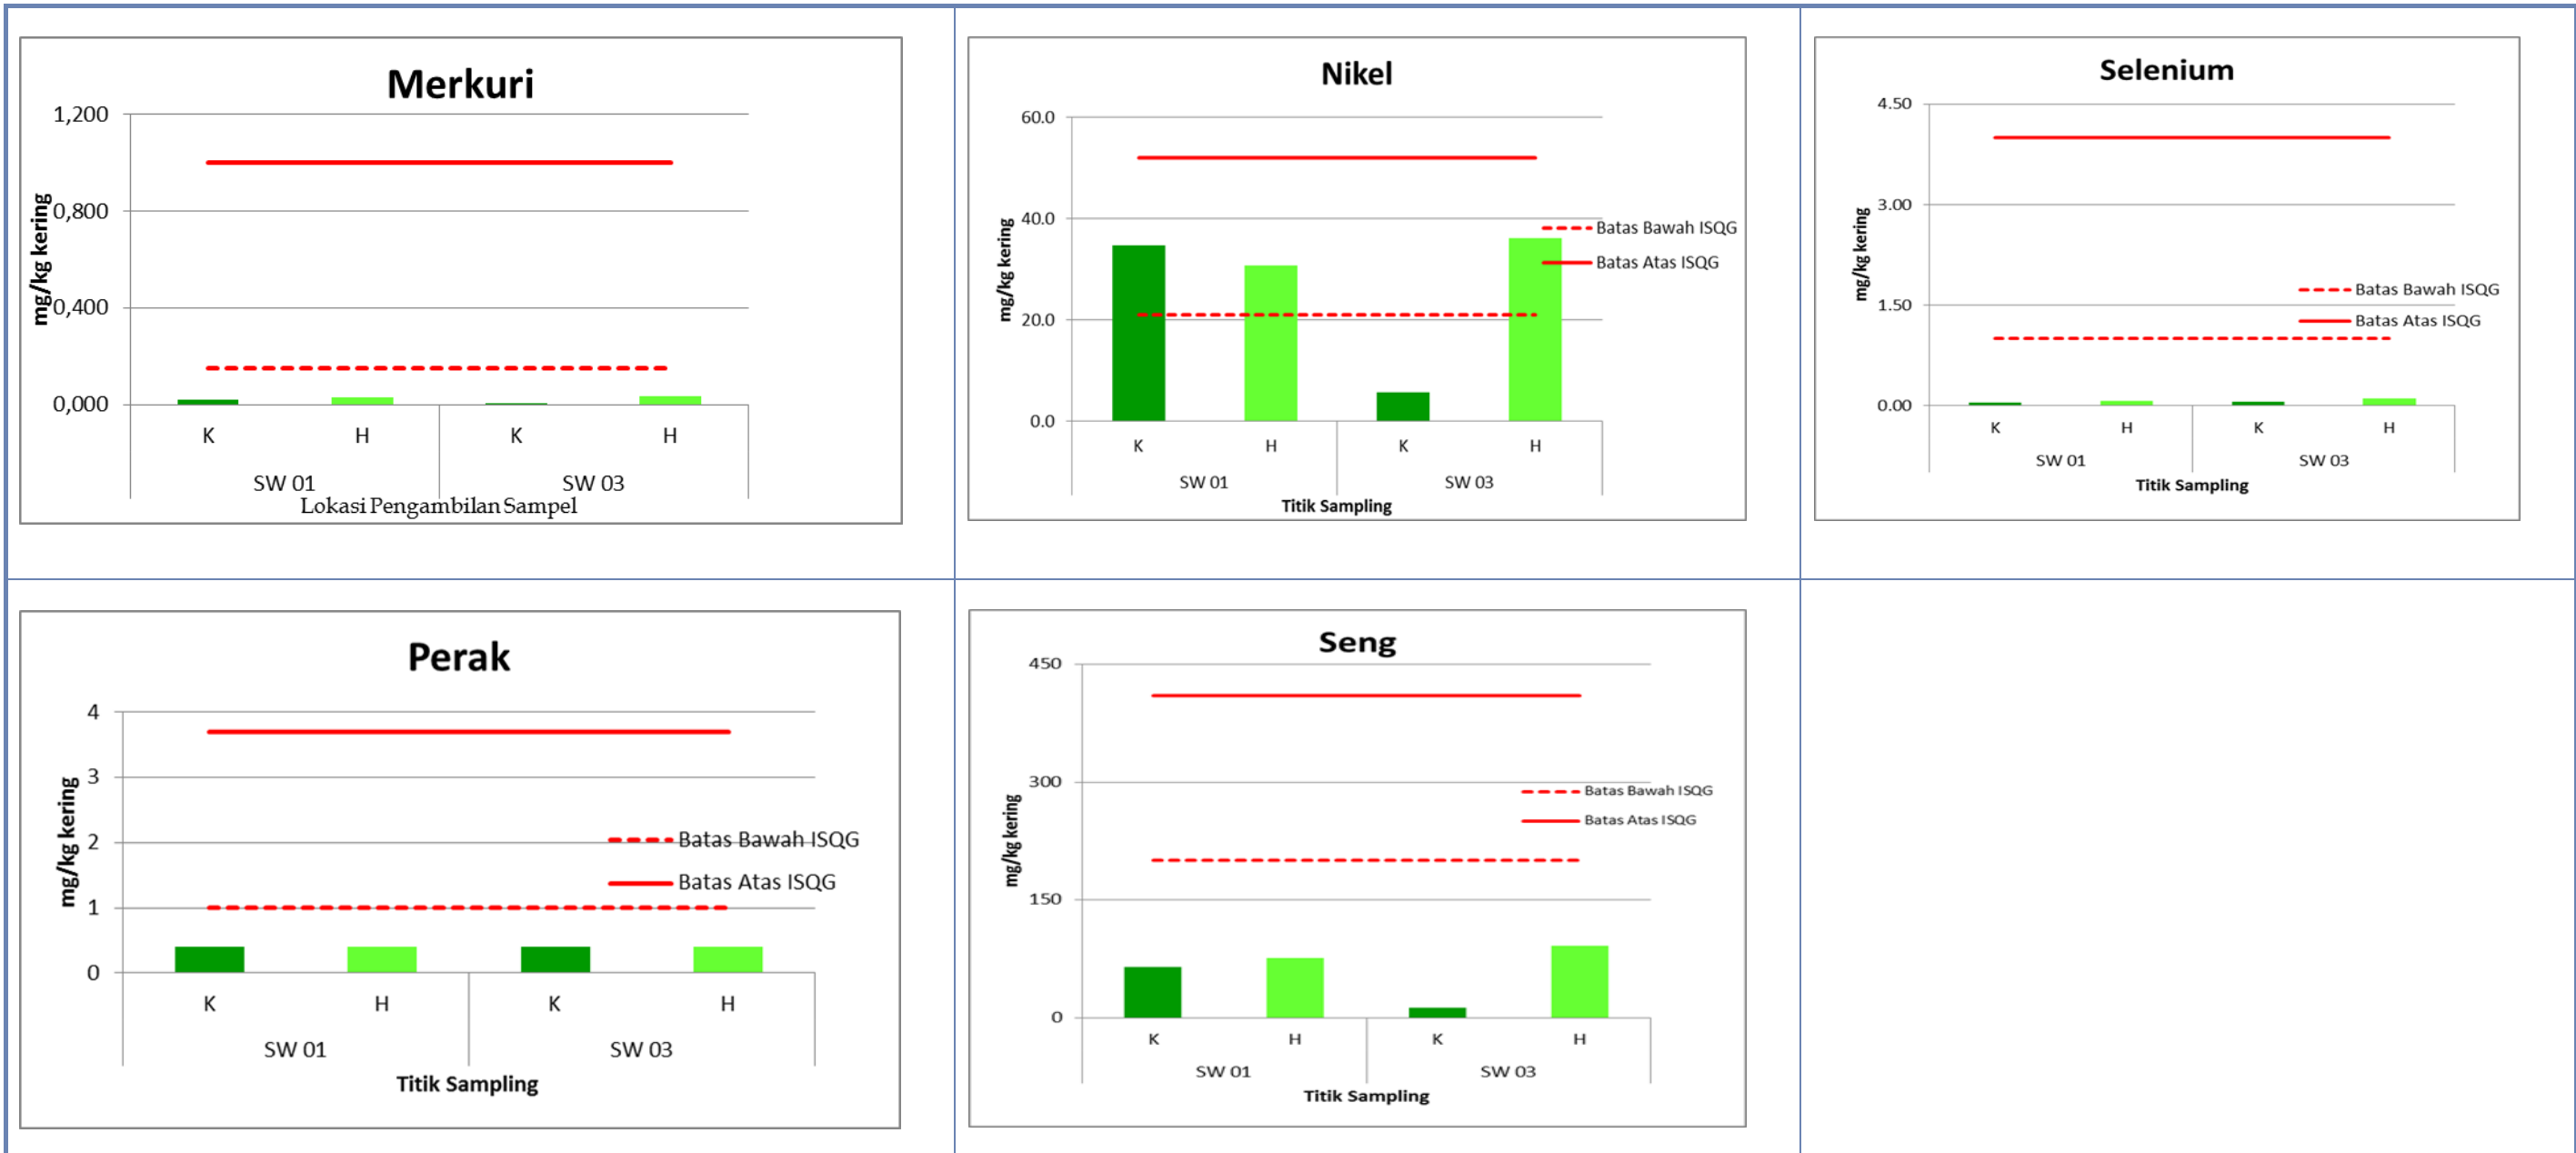 Merkuri
1,200
0,800
0,400
0,000
mg/kg kering
K H K H
SW 01 SW 03
Lokasi Pengambilan Sampel
Nikel
60.0
40.0
20.0
0.0
mg/kg kering
Batas Bawah ISQG
Batas Atas ISQG
K H K H
SW 01 SW 03
Titik Sampling
Selenium
4.50
3.00
1.50
0.00
mg/kg kering
Batas Bawah ISQG
Batas Atas ISQG
K H K H
SW 01 SW 03
Titik Sampling
Perak
4
3
2
1
0
mg/kg kering
Batas Bawah ISQG
Batas Atas ISQG
K H K H
SW 01 SW 03
Titik Sampling
Seng
450
300
150
0
mg/kg kering
Batas Bawah ISQG
Batas Atas ISQG
K H K H
SW 01 SW 03
Titik Sampling